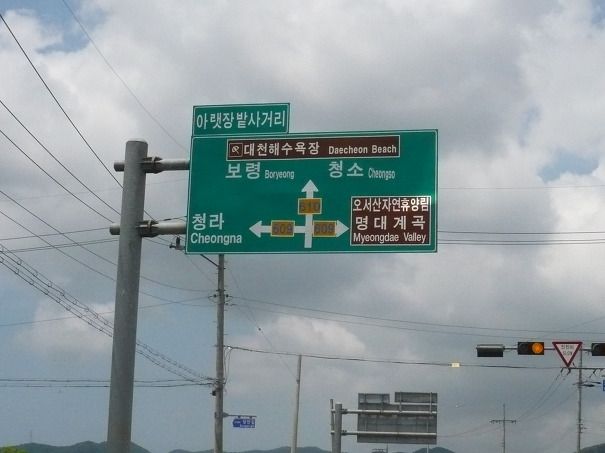 아랫장밭사거리
대천해수욕장 Daecheon Beach
보령 Boryeong 청소 Cheongso
610
오서산자연휴양림
청라 609 609 명대계곡
Cheongna Myeongdae Valley